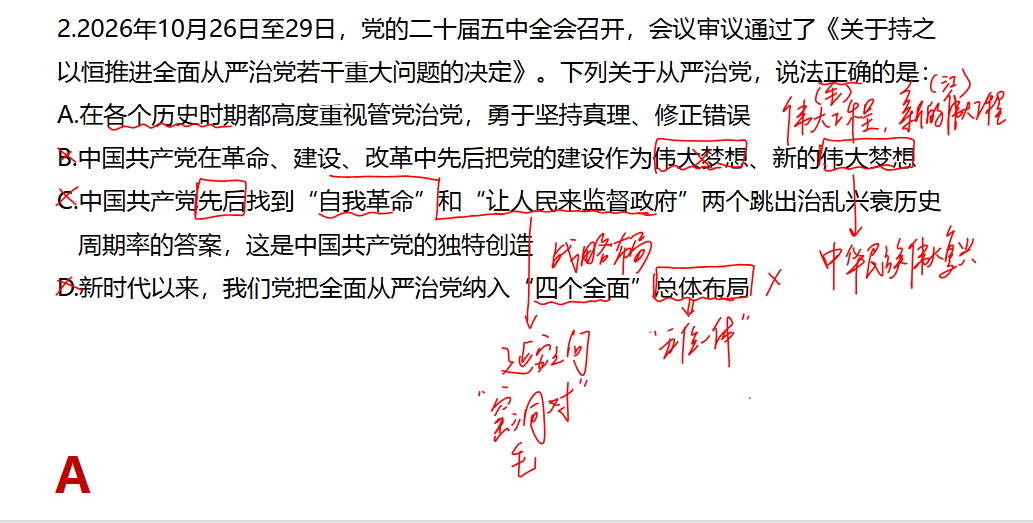 2.2026年10月26日至29日，党的二十届五中全会召开，会议审议通过了《关于持之
以恒推进全面从严治党若干重大问题的决定》。下列关于从严治党，说法正确的是：
A.在各个历史时期都高度重视管党治党，勇于坚持真理、修正错误
（毛）（江）
伟大工程，新的伟大工程
B.中国共产党在革命、建设、改革中先后把党的建设作为伟大梦想、新的伟大梦想
C.中国共产党先后找到“自我革命”和“让人民来监督政府”两个跳出治乱兴衰历史
周期率的答案，这是中国共产党的独特创造
战略布局
中华民族伟大复兴
D.新时代以来，我们党把全面从严治党纳入“四个全面”总体布局
“五位一体”
延安之问
“窑洞对”
毛
A